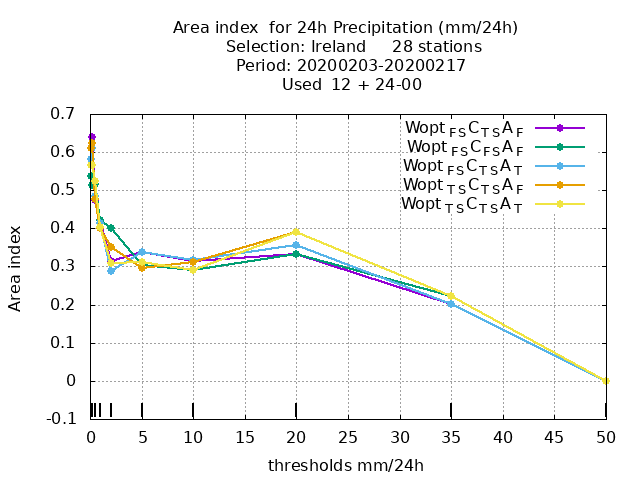 Area index  for 24h Precipitation (mm/24h)
Selection: Ireland     28 stations
Period: 20200203-20200217
Used  12 + 24-00
Wopt FS C TS A F
Wopt FS C FS A F
Wopt FS C TS A T
Wopt TS C TS A F
Wopt TS C TS A T
Area index
0.7
0.6
0.5
0.4
0.3
0.2
0.1
0
-0.1
0 5 10 15 20 25 30 35 40 45 50
thresholds mm/24h